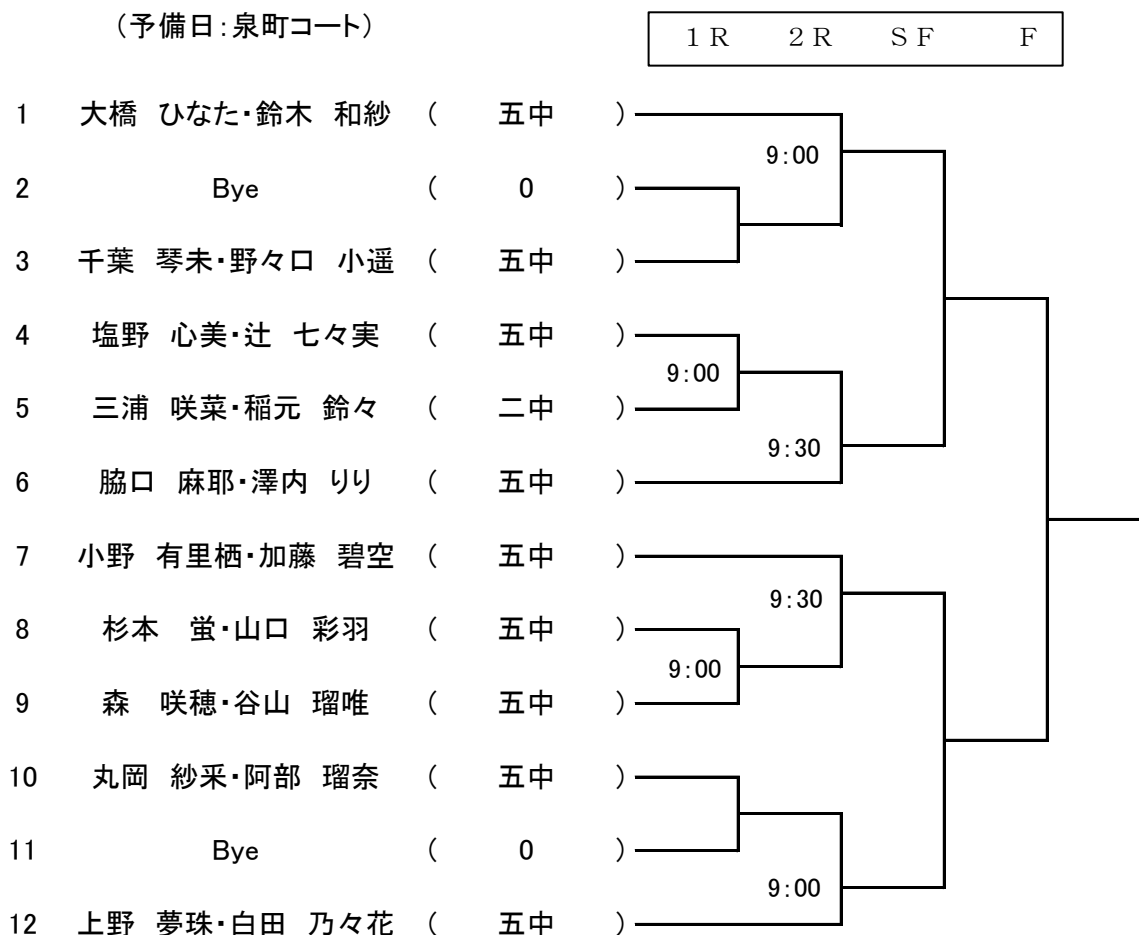 （予備日：泉町コート）
1R 2R SF F
1 大橋 ひなた・鈴木 和紗 （ 五中 ）
9:00
2 Bye （ 0 ）
3 千葉 琴未・野々口 小遥 （ 五中 ）
4 塩野 心美・辻 七々実 （ 五中 ）
9:00
5 三浦 咲菜・稲元 鈴々 （ 二中 ）
9:30
6 脇口 麻耶・澤内 りり （ 五中 ）
7 小野 有里栖・加藤 碧空 （ 五中 ）
9:30
8 杉本 蛍・山口 彩羽 （ 五中 ）
9:00
9 森 咲穂・谷山 瑠唯 （ 五中 ）
10 丸岡 紗采・阿部 瑠奈 （ 五中 ）
11 Bye （ 0 ）
9:00
12 上野 夢珠・白田 乃々花 （ 五中 ）